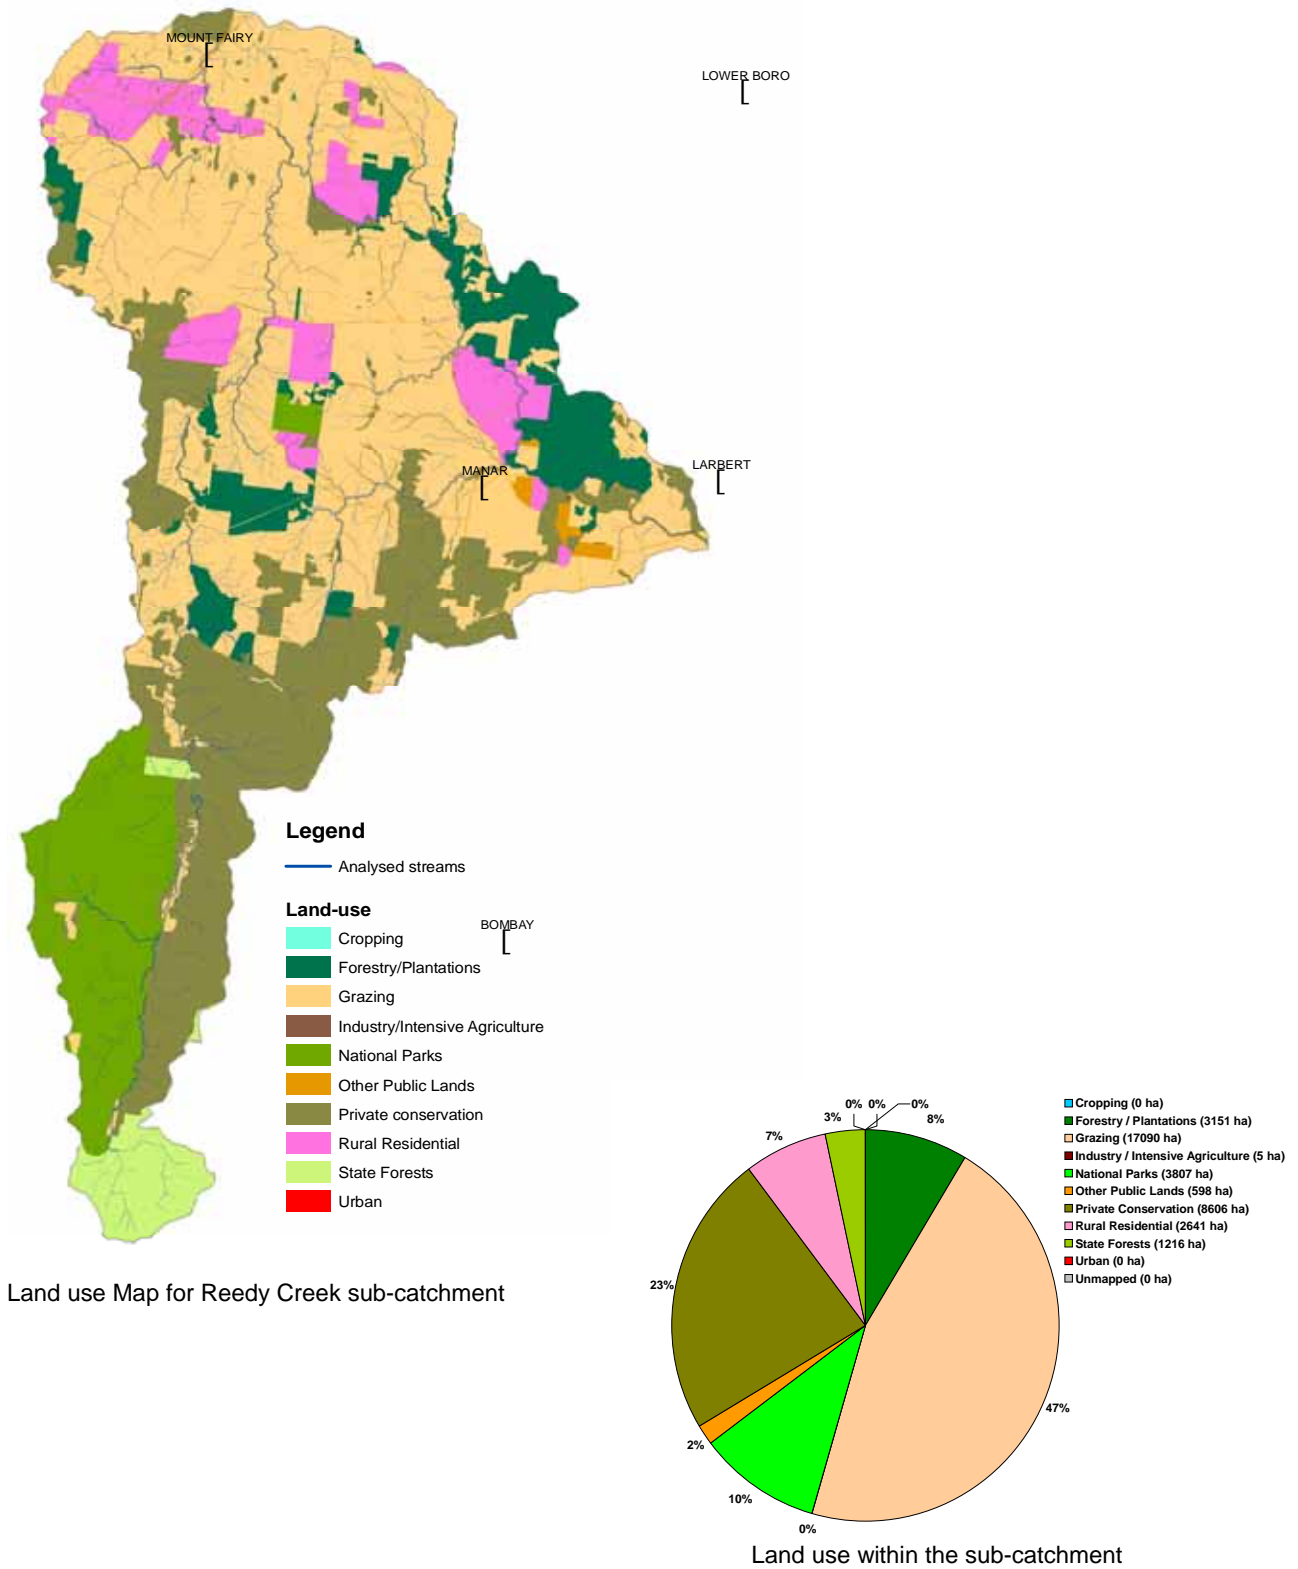 MOUNT FAIRY
LOWER BORO
LARBERT
MANAR
Legend
Analysed streams
Land-use
BOMBAY
Cropping
Forestry/Plantations
Grazing
Industry/Intensive Agriculture
National Parks
Other Public Lands
Private conservation
Rural Residential
State Forests
Urban
Land use Map for Reedy Creek sub-catchment
0% 0% 0%
3% 8%
7%
23%
47%
2%
10%
0%
Cropping (0 ha)
Forestry / Plantations (3151 ha)
Grazing (17090 ha)
Industry / Intensive Agriculture (5 ha)
National Parks (3807 ha)
Other Public Lands (598 ha)
Private Conservation (8606 ha)
Rural Residential (2641 ha)
State Forests (1216 ha)
Urban (0 ha)
Unmapped (0 ha)
Land use within the sub-catchment